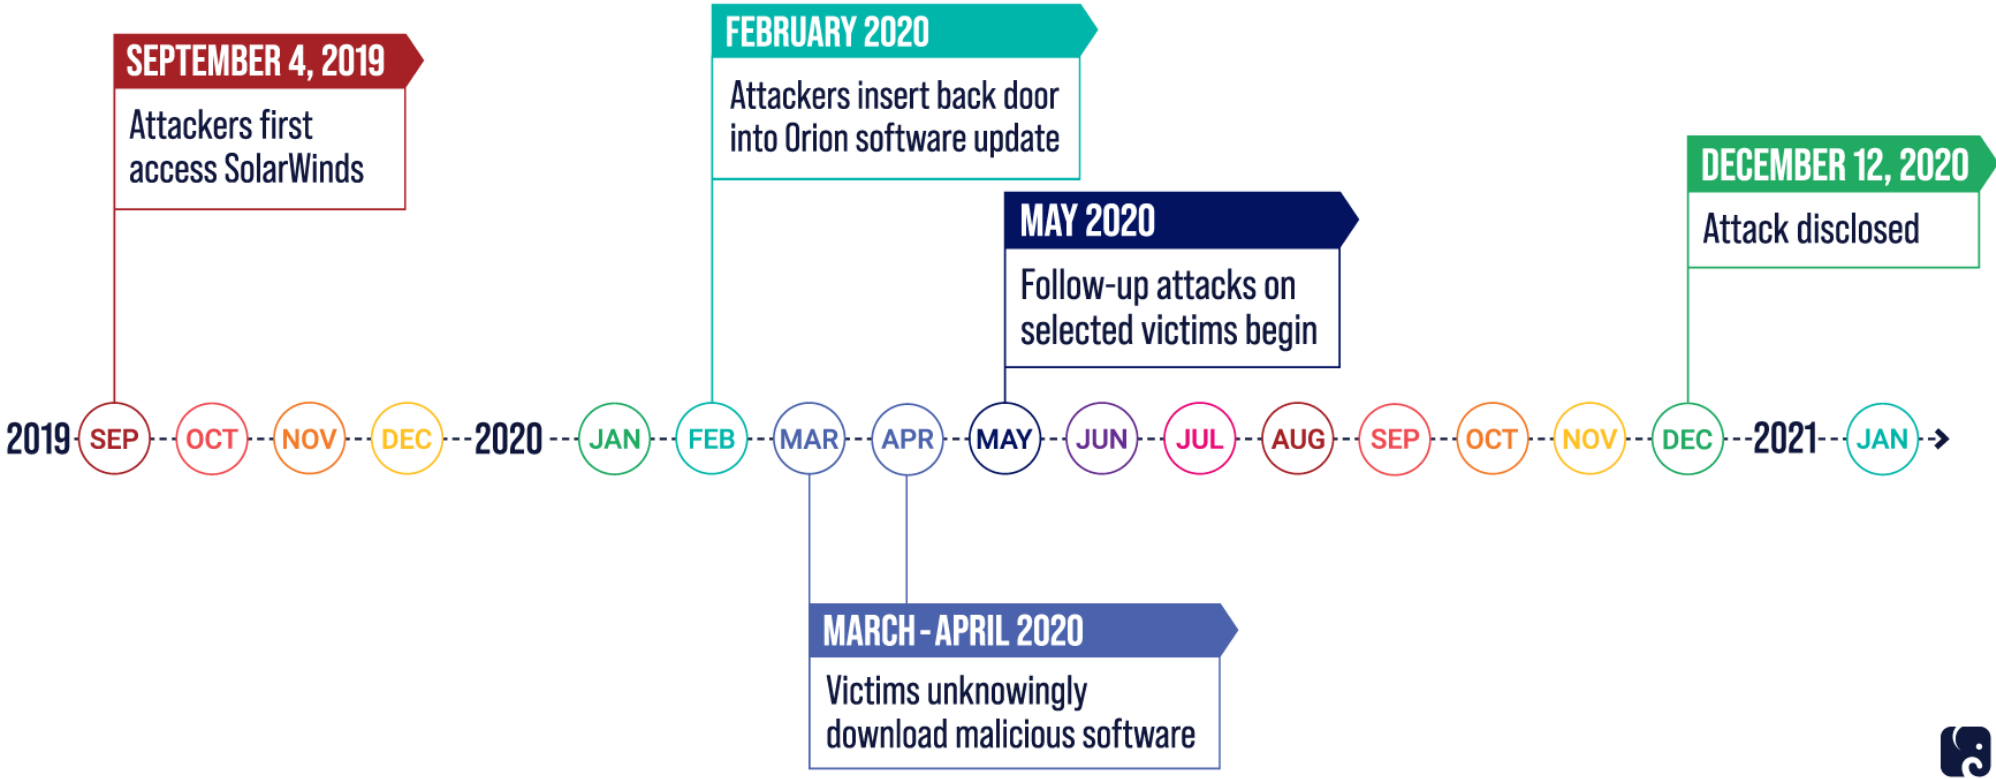 SEPTEMBER 4, 2019
Attackers first
access SolarWinds
FEBRUARY 2020
Attackers insert back door
into Orion software update
MAY 2020
Follow-up attacks on
selected victims begin
DECEMBER 12, 2020
Attack disclosed
2019 SEP OCT NOV DEC 2020 JAN FEB MAR APR MAY JUN JUL AUG SEP OCT NOV DEC 2021 JAN
MARCH - APRIL 2020
Victims unknowingly
download malicious software